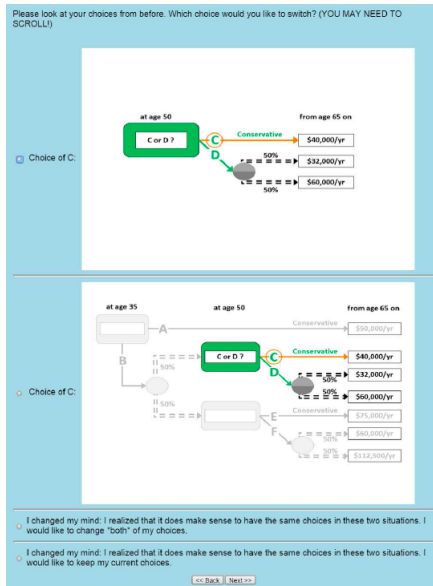 Please look at your choices from before. Which choice would you like to switch? (YOU MAY NEED TO
SCROLL!)
at age 50
from age 65 on
C or D ?
C
Conservative
$40,000/yr
D
50%
$32,000/yr
$60,000/yr
50%
Choice of C:
at age 35
at age 50
from age 65 on
A
Conservative
$50,000/yr
B
50%
C or D ?
C
Conservative
$40,000/yr
D
50%
$32,000/yr
50%
$60,000/yr
Choice of C:
50%
E
Conservative
$75,000/yr
F
50%
$60,000/yr
50%
$112,500/yr
I changed my mind: I realized that it does make sense to have the same choices in these two situations. I
would like to change *both* of my choices.
I changed my mind: I realized that it does make sense to have the same choices in these two situations. I
would like to keep my current choices.
<< Back
Next >>